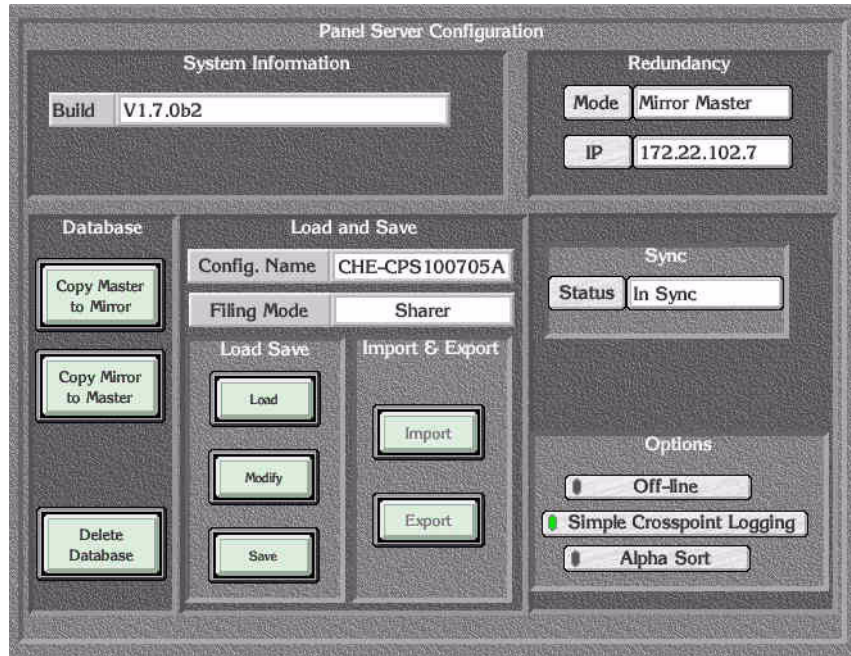 Panel Server Configuration
System Information
Build V1.7.0b2
Redundancy
Mode Mirror Master
IP 172.22.102.7
Database
Copy Master
to Mirror
Copy Mirror
to Master
Delete
Database
Load and Save
Config. Name CHE-CPS100705A
Filing Mode Sharer
Load Save
Load
Modify
Save
Import & Export
Import
Export
Sync
Status In Sync
Options
Off-line
Simple Crosspoint Logging
Alpha Sort